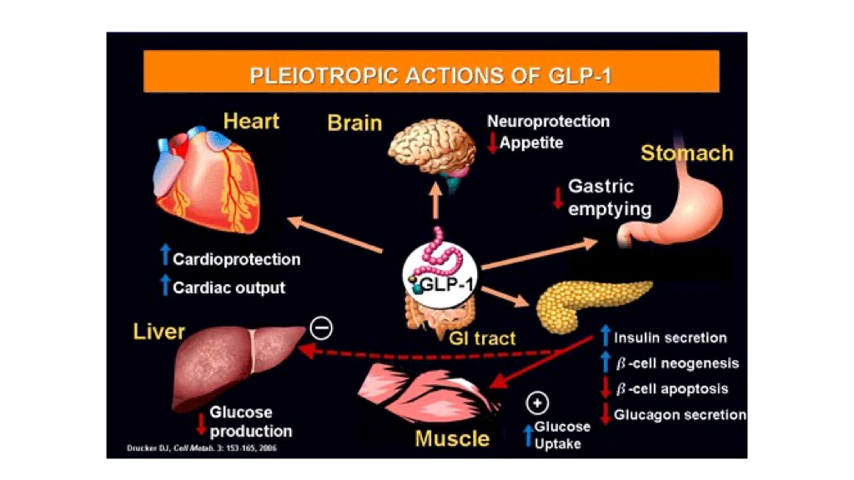 PLEIOTROPIC ACTIONS OF GLP-1
Heart
Brain
Neuroprotection
Appetite
Stomach
Gastric
emptying
Cardioprotection
Cardiac output
GLP-1
GI tract
Liver
Insulin secretion
β-cell neogenesis
β-cell apoptosis
Glucagon secretion
Glucose
production
Muscle
Glucose
Uptake
Drucker DJ, Cell Metab. 3: 153-165, 2006